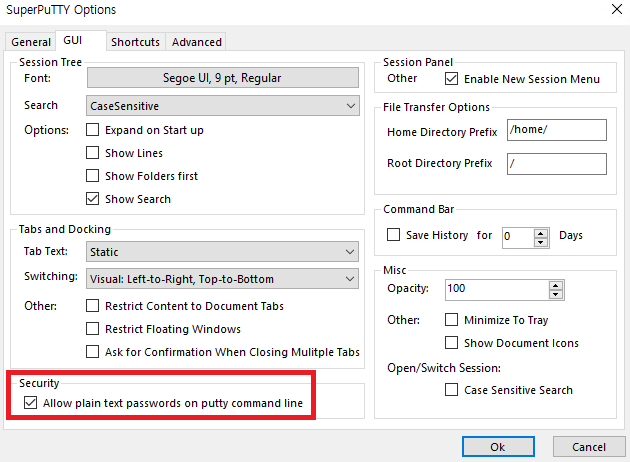 SuperPuTTY Options
General GUI Shortcuts Advanced
Session Tree
Font: Segoe UI, 9 pt, Regular
Search CaseSensitive
Options: Expand on Start up
Show Lines
Show Folders first
Show Search
Tabs and Docking
Tab Text: Static
Switching: Visual: Left-to-Right, Top-to-Bottom
Other: Restrict Content to Document Tabs
Restrict Floating Windows
Ask for Confirmation When Closing Mulitple Tabs
Security
Allow plain text passwords on putty command line
Session Panel
Other Enable New Session Menu
File Transfer Options
Home Directory Prefix /home/
Root Directory Prefix /
Command Bar
Save History for 0 Days
Misc
Opacity: 100
Other: Minimize To Tray
Show Document Icons
Open/Switch Session:
Case Sensitive Search
Ok Cancel